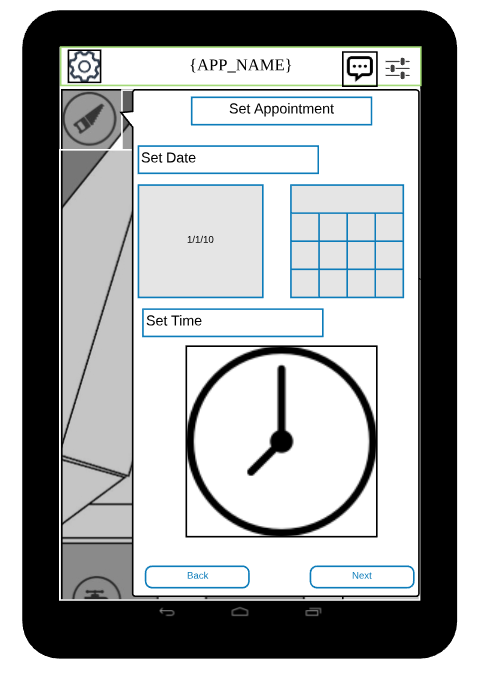 {APP_NAME}
Set Appointment
Set Date
1/1/10
Set Time
Back
Next